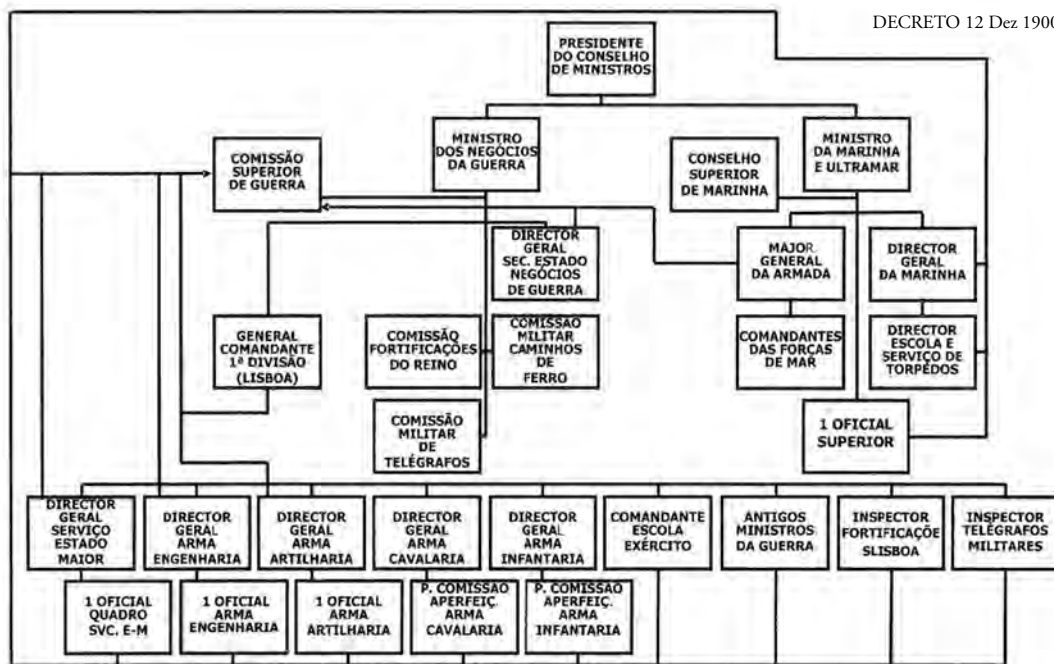 DECRETO 12 Dez 1900
PRESIDENTE
DO CONSELHO
DE MINISTROS
MINISTRO
DOS NEGÓCIOS
DA GUERRA
MINISTRO
DA MARINHA
E ULTRAMAR
COMISSÃO
SUPERIOR
DE GUERRA
CONSELHO
SUPERIOR
DE MARINHA
DIRECTOR
GERAL
SEC. ESTADO
NEGÓCIOS
DE GUERRA
MAJOR
GENERAL
DA ARMADA
DIRECTOR
GERAL
DA MARINHA
GENERAL
COMANDANTE
1ª DIVISÃO
(LISBOA)
COMISSÃO
FORTIFICAÇÕES
DO REINO
COMISSAO
MILITAR
CAMINHOS
DE
FERRO
COMANDANTES
DAS FORÇAS
DE MAR
DIRECTOR
ESCOLA E
SERVIÇO DE
TORPÉDOS
COMISSÃO
MILITAR
DE
TELÉGRAFOS
1 OFICIAL
SUPERIOR
DIRECTOR
GERAL
SERVIÇO
ESTADO
MAIOR
DIRECTOR
GERAL
ARMA
ENGENHARIA
DIRECTOR
GERAL
ARMA
ARTILHARIA
DIRECTOR
GERAL
ARMA
CAVALARIA
DIRECTOR
GERAL
ARMA
INFANTARIA
COMANDANTE
ESCOLA
EXÉRCITO
ANTIGOS
MINISTROS
DA GUERRA
INSPECTOR
FORTIFICAÇÕE
SLISBOA
INSPECTOR
TELÉGRAFOS
MILITARES
1 OFICIAL
QUADRO
SVC. E-M
1 OFICIAL
ARMA
ENGENHARIA
1 OFICIAL
ARMA
ARTILHARIA
P. COMISSAO
APERFEIÇ.
ARMA
CAVALARIA
P. COMISSAO
APERFEIÇ.
ARMA
INFANTARIA